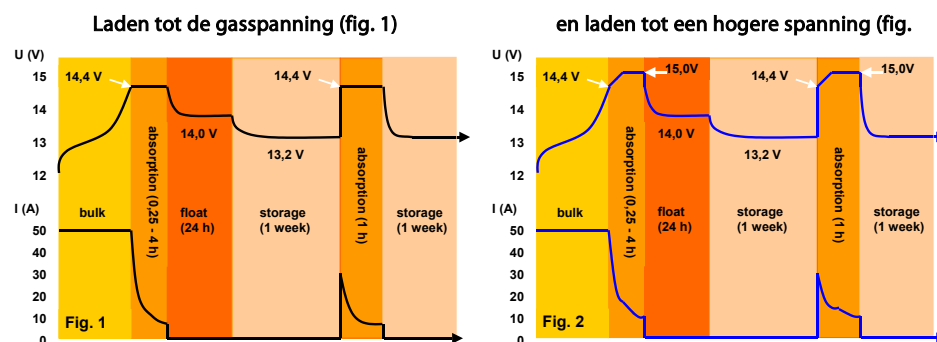 Laden tot de gasspanning (fig. 1)
U (V)
15
14
13
12
14,4 V
14,0 V
13,2 V
14,4 V
I (A)
50
40
30
20
10
0
bulk
absorption (0,25 - 4 h)
float
(24 h)
storage
(1 week)
absorption (1 h)
storage
(1 week)
Fig. 1
en laden tot een hogere spanning (fig.
U (V)
15
14
13
12
14,4 V
15,0V
14,0 V
13,2 V
14,4 V
15,0V
I (A)
50
40
30
20
10
0
bulk
absorption (0,25 - 4 h)
float
(24 h)
storage
(1 week)
absorption (1 h)
storage
(1 week)
Fig. 2